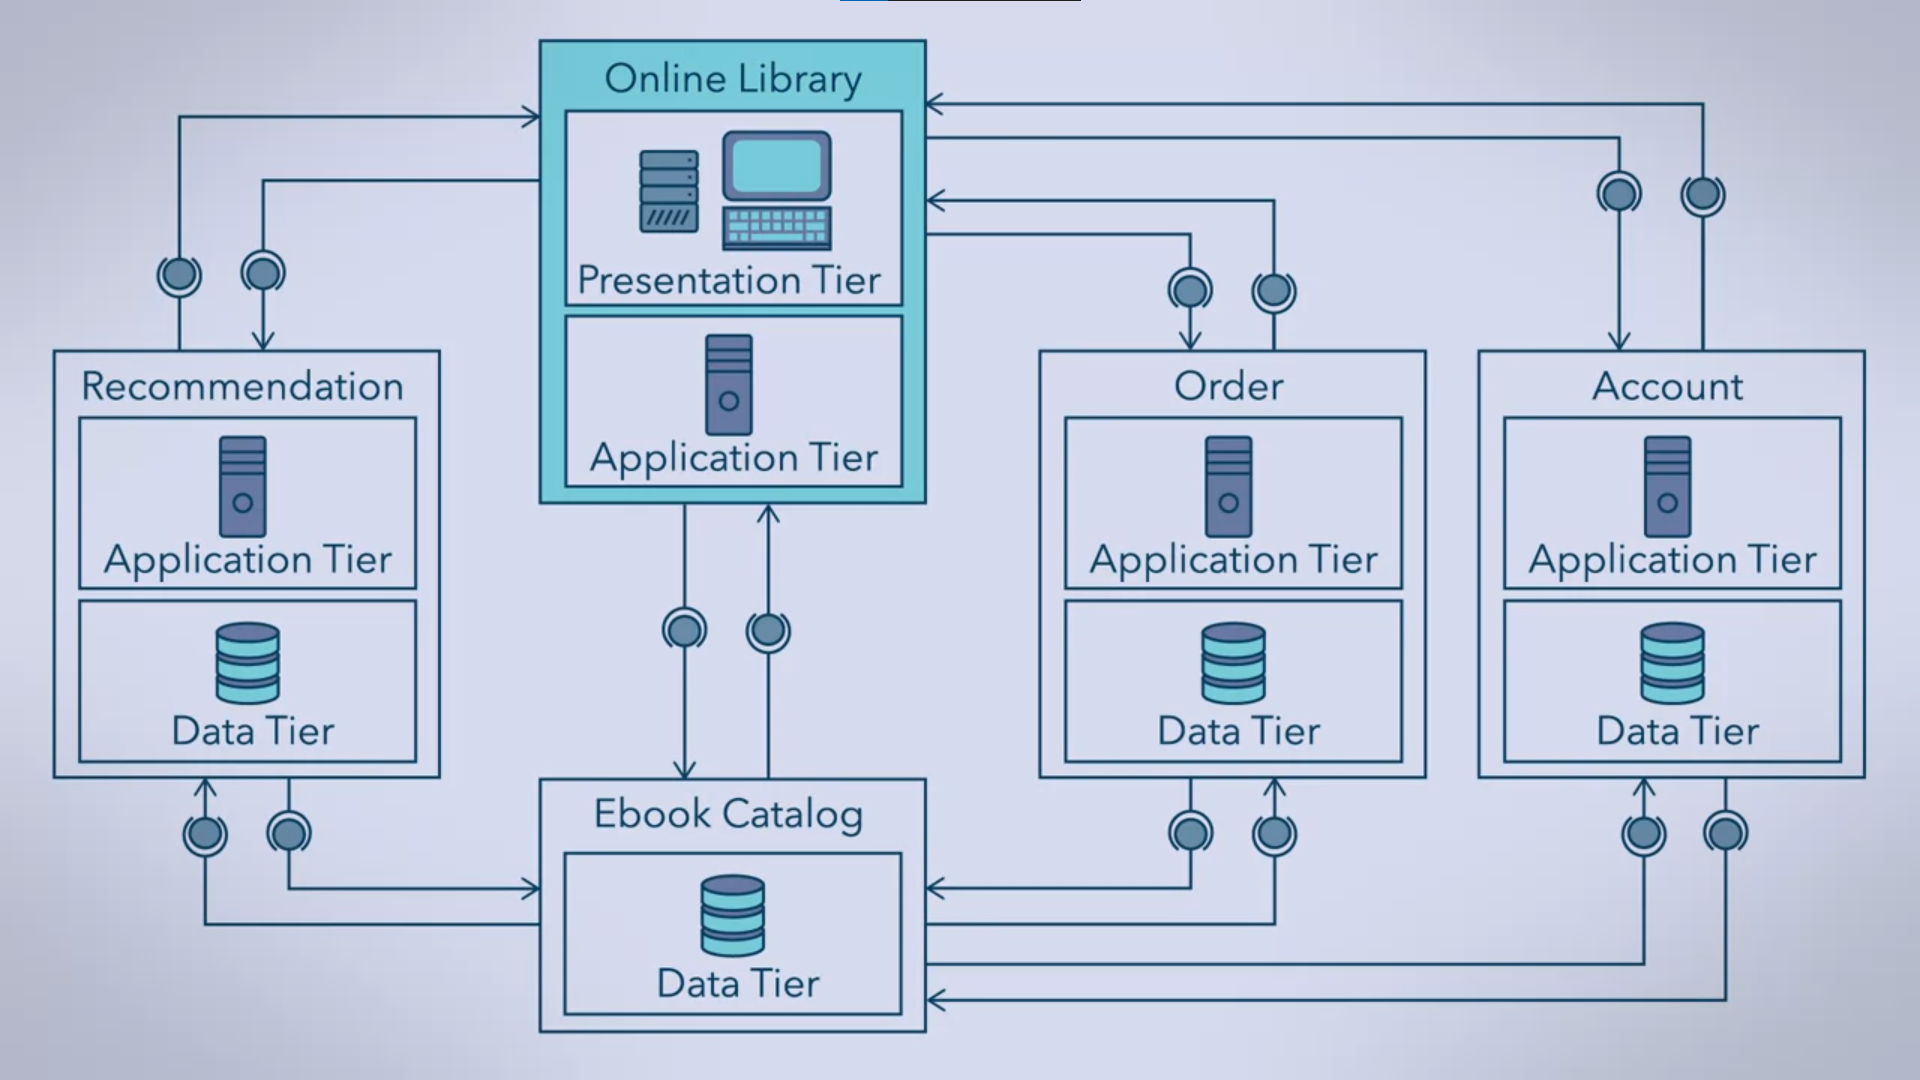 Online Library
Presentation Tier
Application Tier
Recommendation
Application Tier
Data Tier
Order
Application Tier
Data Tier
Account
Application Tier
Data Tier
Ebook Catalog
Data Tier